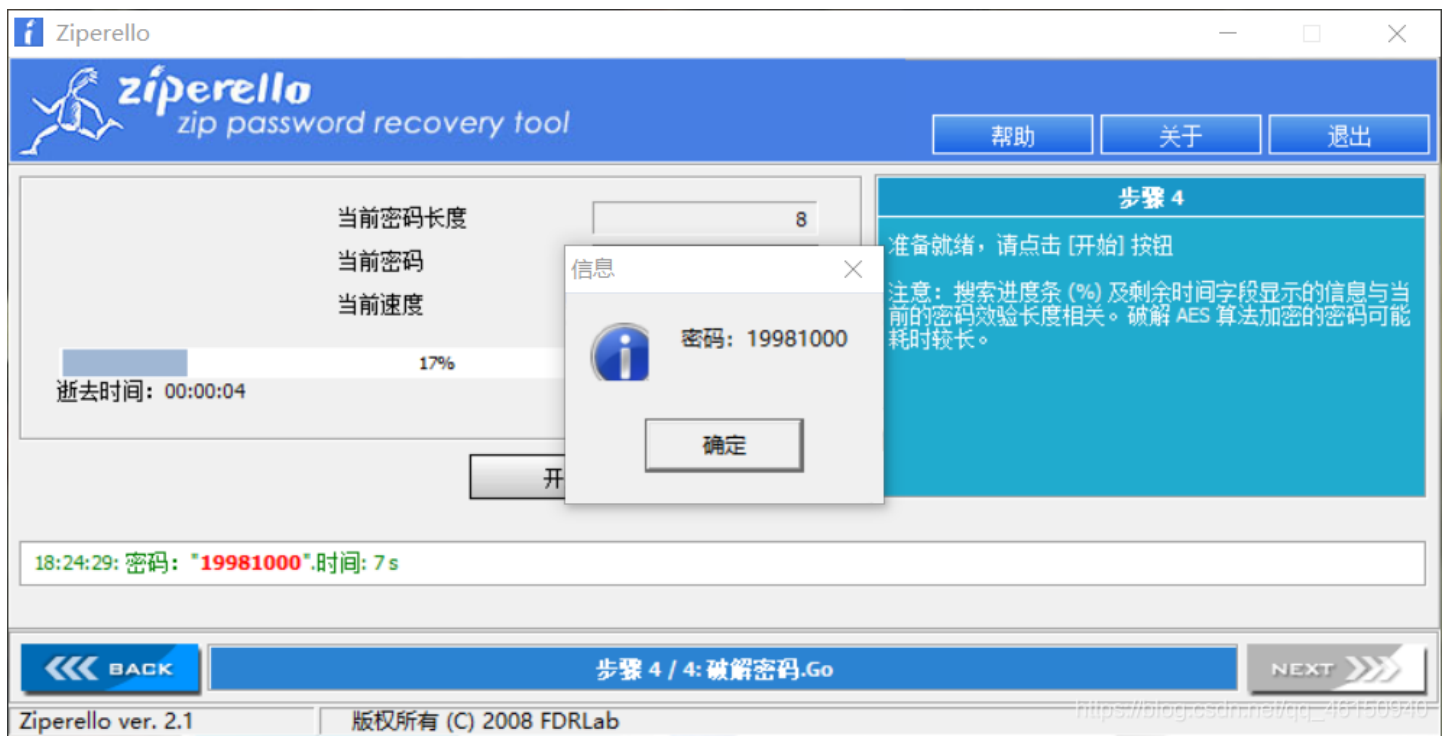 Ziperello
ziperello
zip password recovery tool
帮助
关于
退出
当前密码长度
8
当前密码
当前速度
17%
逝去时间：00:00:04
开
信息
密码：19981000
确定
步骤 4
准备就绪，请点击 [开始] 按钮
注意：搜索进度条 (%) 及剩余时间字段显示的信息与当
前的密码效验长度相关。破解 AES 算法加密的密码可能
耗时较长。
18:24:29: 密码："19981000".时间: 7 s
BACK
步骤 4 / 4: 破解密码.Go
NEXT
Ziperello ver. 2.1
版权所有 (C) 2008 FDRLab
https://blog.csdn.net/qq_46150940